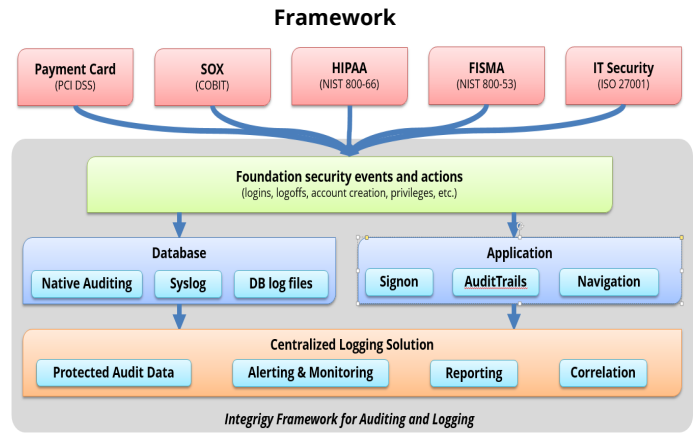 Framework
Payment Card
(PCI DSS)
SOX
(COBIT)
HIPAA
(NIST 800-66)
FISMA
(NIST 800-53)
IT Security
(ISO 27001)
Foundation security events and actions
(logins, logoffs, account creation, privileges, etc.)
Database
Native Auditing
Syslog
DB log files
Application
Signon
AuditTrails
Navigation
Centralized Logging Solution
Protected Audit Data
Alerting & Monitoring
Reporting
Correlation
Integrigy Framework for Auditing and Logging